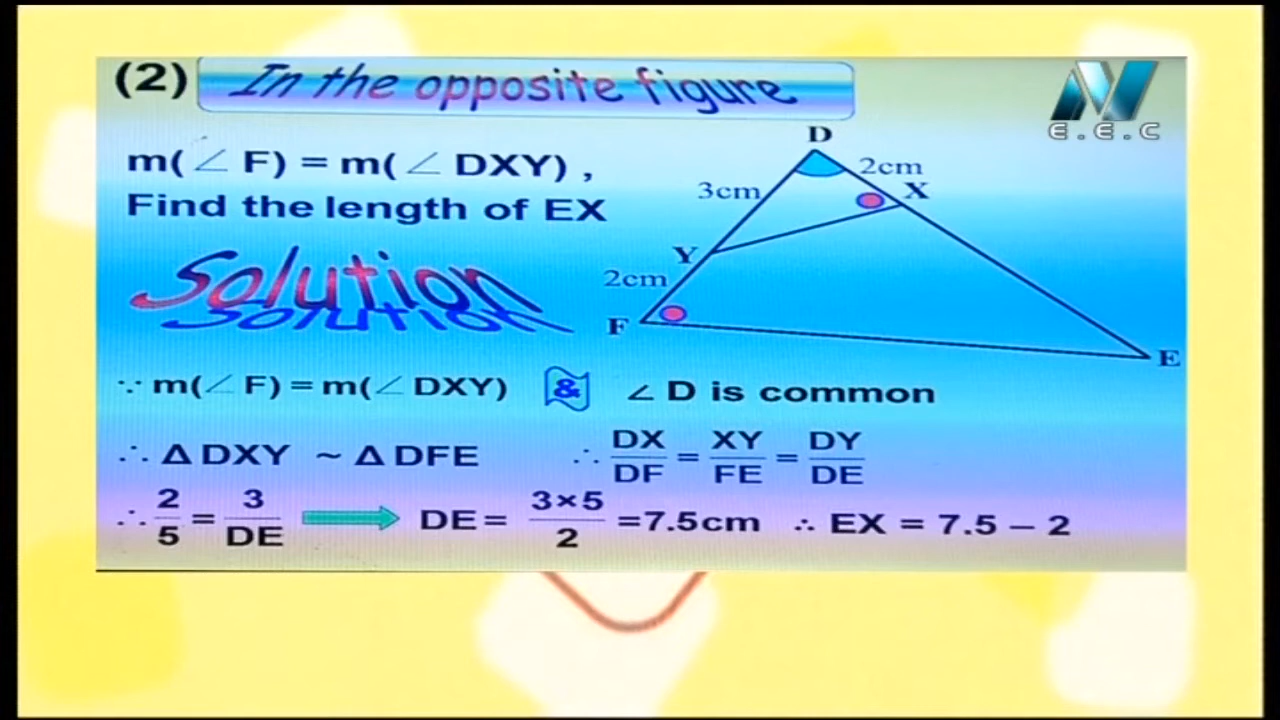 (2) In the opposite figure
N
E.E.C
m(∠ F) = m(∠ DXY) ,
Find the length of EX
D
2cm
3cm
X
Y
2cm
F
E
Solution
∵ m(∠ F) = m(∠ DXY) & ∠ D is common
∴ Δ DXY ~ Δ DFE ∴ DX/DF = XY/FE = DY/DE
∴ 2/5 = 3/DE DE = 3×5/2 =7.5cm ∴ EX = 7.5 – 2